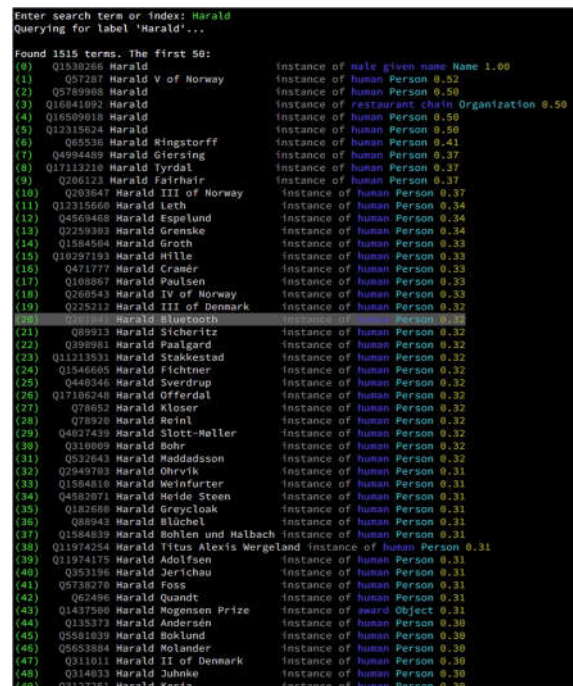 Enter search term or index: Harald
Querying for label 'Harald'...
Found 1515 terms. The first 50:
(0) Q1530266 Harald instance of male given name Name 1.00
(1) Q57287 Harald V of Norway instance of human Person 0.52
(2) Q5789908 Harald instance of human Person 0.50
(3) Q16841092 Harald instance of restaurant chain Organization 0.50
(4) Q16509018 Harald instance of human Person 0.50
(5) Q12315624 Harald instance of human Person 0.50
(6) Q65536 Harald Ringstorff instance of human Person 0.41
(7) Q4994489 Harald Giersing instance of human Person 0.37
(8) Q17113210 Harald Tyrdal instance of human Person 0.37
(9) Q206123 Harald Fairhair instance of human Person 0.37
(10) Q203647 Harald III of Norway instance of human Person 0.37
(11) Q12315660 Harald Leth instance of human Person 0.34
(12) Q4569468 Harald Espelund instance of human Person 0.34
(13) Q2259303 Harald Grenske instance of human Person 0.34
(14) Q1584504 Harald Groth instance of human Person 0.33
(15) Q10297193 Harald Hille instance of human Person 0.33
(16) Q471777 Harald Cramér instance of human Person 0.33
(17) Q108867 Harald Paulsen instance of human Person 0.33
(18) Q260543 Harald IV of Norway instance of human Person 0.33
(19) Q225212 Harald III of Denmark instance of human Person 0.32
(20) Harald Bluetooth instance of human Person 0.32
(21) Q89913 Harald Sicheritz instance of human Person 0.32
(22) Q398981 Harald Paalgard instance of human Person 0.32
(23) Q11213531 Harald Stakkestad instance of human Person 0.32
(24) Q1546605 Harald Fichtner instance of human Person 0.32
(25) Q440346 Harald Sverdrup instance of human Person 0.32
(26) Q17106248 Harald Offerdal instance of human Person 0.32
(27) Q78652 Harald Kloser instance of human Person 0.32
(28) Q78920 Harald Reinl instance of human Person 0.32
(29) Q4027439 Harald Slott-Møller instance of human Person 0.32
(30) Q310009 Harald Bohr instance of human Person 0.32
(31) Q532643 Harald Maddadsson instance of human Person 0.32
(32) Q2949703 Harald Ohrvik instance of human Person 0.31
(33) Q1584810 Harald Weinfurter instance of human Person 0.31
(34) Q4582071 Harald Heide Steen instance of human Person 0.31
(35) Q182680 Harald Greycloak instance of human Person 0.31
(36) Q88943 Harald Blüchel instance of human Person 0.31
(37) Q1584839 Harald Bohlen und Halbach instance of human Person 0.31
(38) Q11974254 Harald Titus Alexis Wergeland instance of human Person 0.31
(39) Q11974175 Harald Adolfsen instance of human Person 0.31
(40) Q353196 Harald Jerichau instance of human Person 0.31
(41) Q5738270 Harald Foss instance of human Person 0.31
(42) Q62496 Harald Quandt instance of human Person 0.31
(43) Q1437500 Harald Mogensen Prize instance of award Object 0.31
(44) Q135373 Harald Andersén instance of human Person 0.30
(45) Q5581039 Harald Boklund instance of human Person 0.30
(46) Q5653884 Harald Molander instance of human Person 0.30
(47) Q311011 Harald II of Denmark instance of human Person 0.30
(48) Q314033 Harald Juhnke instance of human Person 0.30